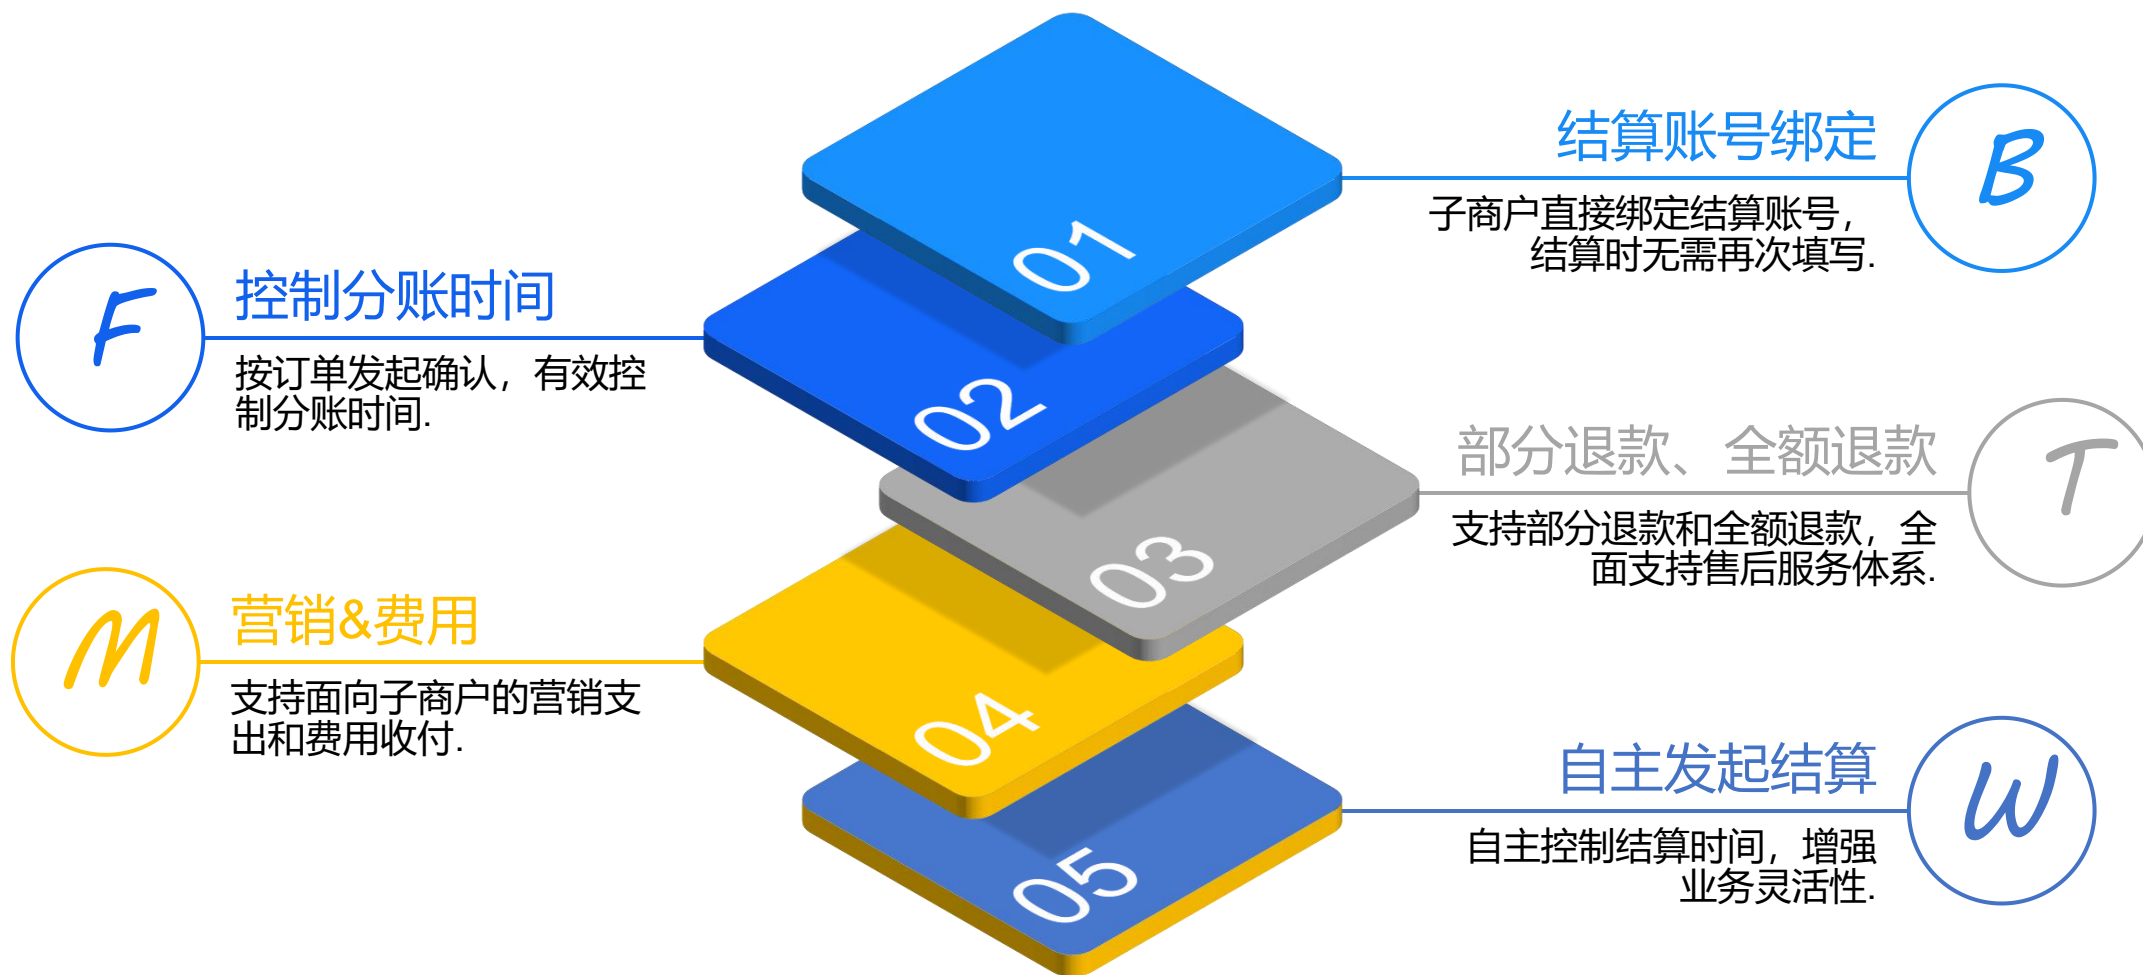 01
结算账号绑定
B
子商户直接绑定结算账号，
结算时无需再次填写.
F
控制分账时间
02
按订单发起确认，有效控
制分账时间.
部分退款、全额退款
T
03
支持部分退款和全额退款，全
面支持售后服务体系.
M
营销&费用
04
支持面向子商户的营销支
出和费用收付.
自主发起结算
W
05
自主控制结算时间，增强
业务灵活性.